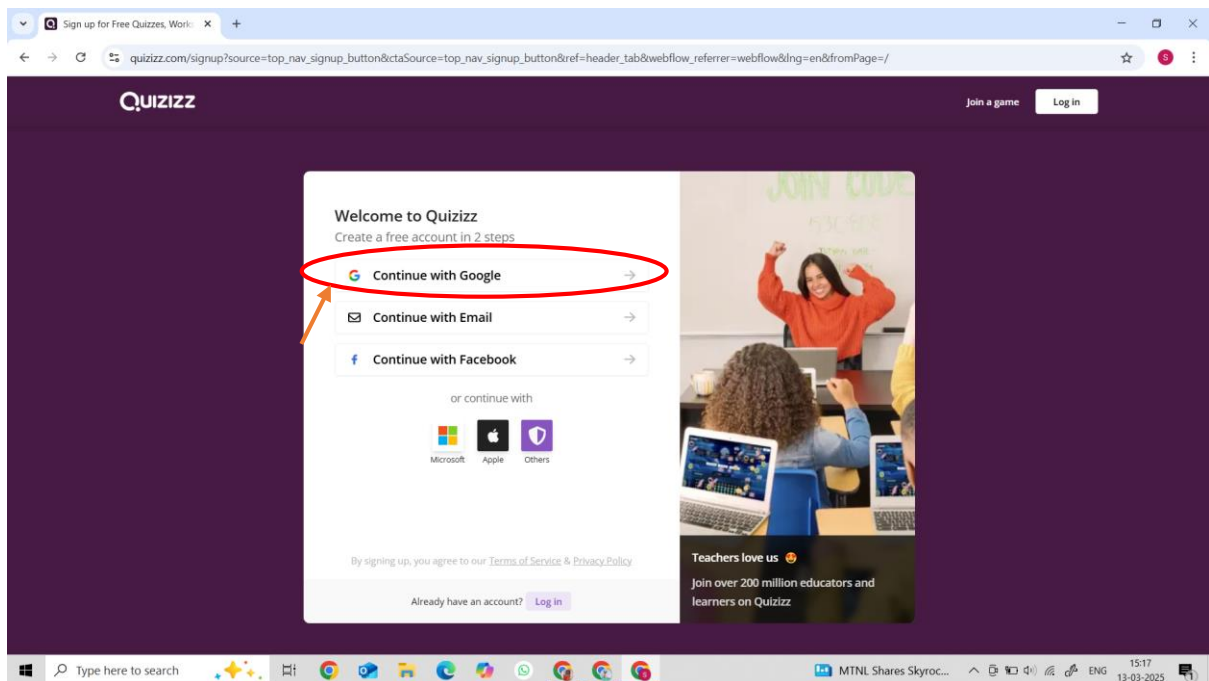 Sign up for Free Quizzes, Work
quizizz.com/signup?source=top_nav_signup_button&ctaSource=top_nav_signup_button&ref=header_tab&webflow_referrer=webflow&lng=en&fromPage=/
S
QUIZIZZ
Join a game
Log in
JOIN CODE
Welcome to Quizizz
Create a free account in 2 steps
Continue with Google
Continue with Email
Continue with Facebook
or continue with
Microsoft Apple Others
By signing up, you agree to our Terms of Service & Privacy Policy
Already have an account? Log in
Teachers love us
Join over 200 million educators and
learners on Quizizz
Type here to search
MTNL Shares Skyroc...
ENG
15:17
13-03-2025